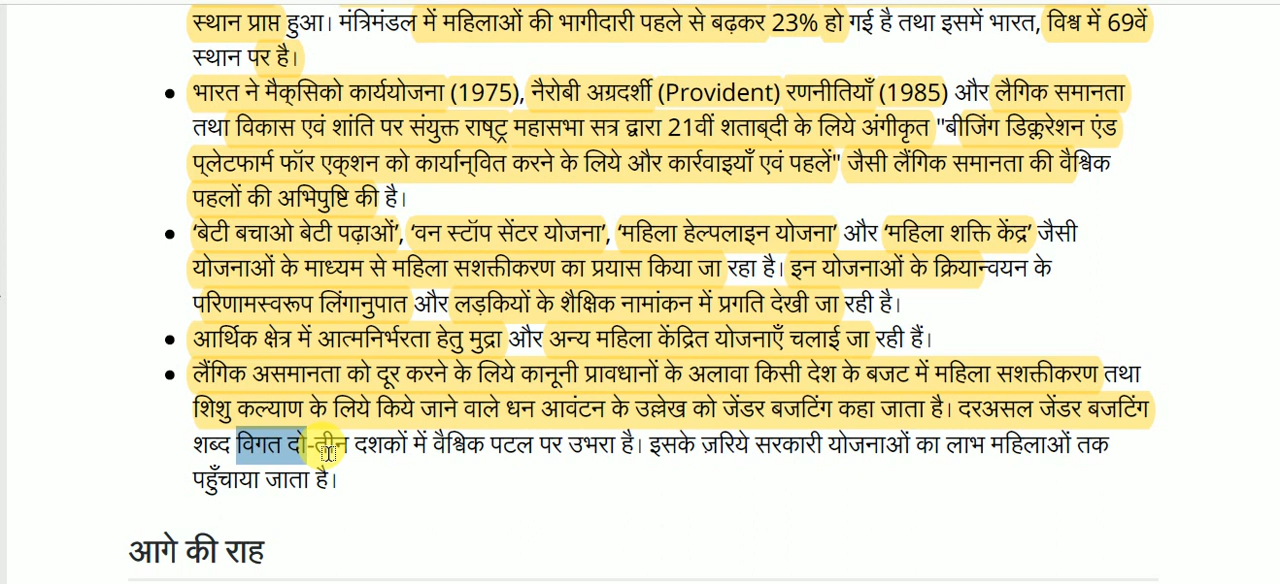 स्थान प्राप्त हुआ। मंत्रिमंडल में महिलाओं की भागीदारी पहले से बढ़कर 23% हो गई है तथा इसमें भारत, विश्व में 69वें
स्थान पर है।
• भारत ने मैक्सिको कार्ययोजना (1975), नैरोबी अग्रदर्शी (Provident) रणनीतियाँ (1985) और लैगिक समानता
तथा विकास एवं शांति पर संयुक्त राष्ट्र महासभा सत्र द्वारा 21वीं शताब्दी के लिये अंगीकृत "बीजिंग डिक्लरेशन एंड
प्लेटफार्म फॉर एक्शन को कार्यान्वित करने के लिये और कार्रवाइयाँ एवं पहलें" जैसी लैंगिक समानता की वैश्विक
पहलों की अभिपुष्टि की है।
• ‘बेटी बचाओ बेटी पढ़ाओं’, ‘वन स्टॉप सेंटर योजना’, ‘महिला हेल्पलाइन योजना’ और ‘महिला शक्ति केंद्र’ जैसी
योजनाओं के माध्यम से महिला सशक्तीकरण का प्रयास किया जा रहा है। इन योजनाओं के क्रियान्वयन के
परिणामस्वरूप लिंगानुपात और लड़कियों के शैक्षिक नामांकन में प्रगति देखी जा रही है।
• आर्थिक क्षेत्र में आत्मनिर्भरता हेतु मुद्रा और अन्य महिला केंद्रित योजनाएँ चलाई जा रही हैं।
• लैंगिक असमानता को दूर करने के लिये कानूनी प्रावधानों के अलावा किसी देश के बजट में महिला सशक्तीकरण तथा
शिशु कल्याण के लिये किये जाने वाले धन आवंटन के उल्लेख को जेंडर बजटिंग कहा जाता है। दरअसल जेंडर बजटिंग
शब्द विगत दो-तीन दशकों में वैश्विक पटल पर उभरा है। इसके ज़रिये सरकारी योजनाओं का लाभ महिलाओं तक
पहुँचाया जाता है।
आगे की राह